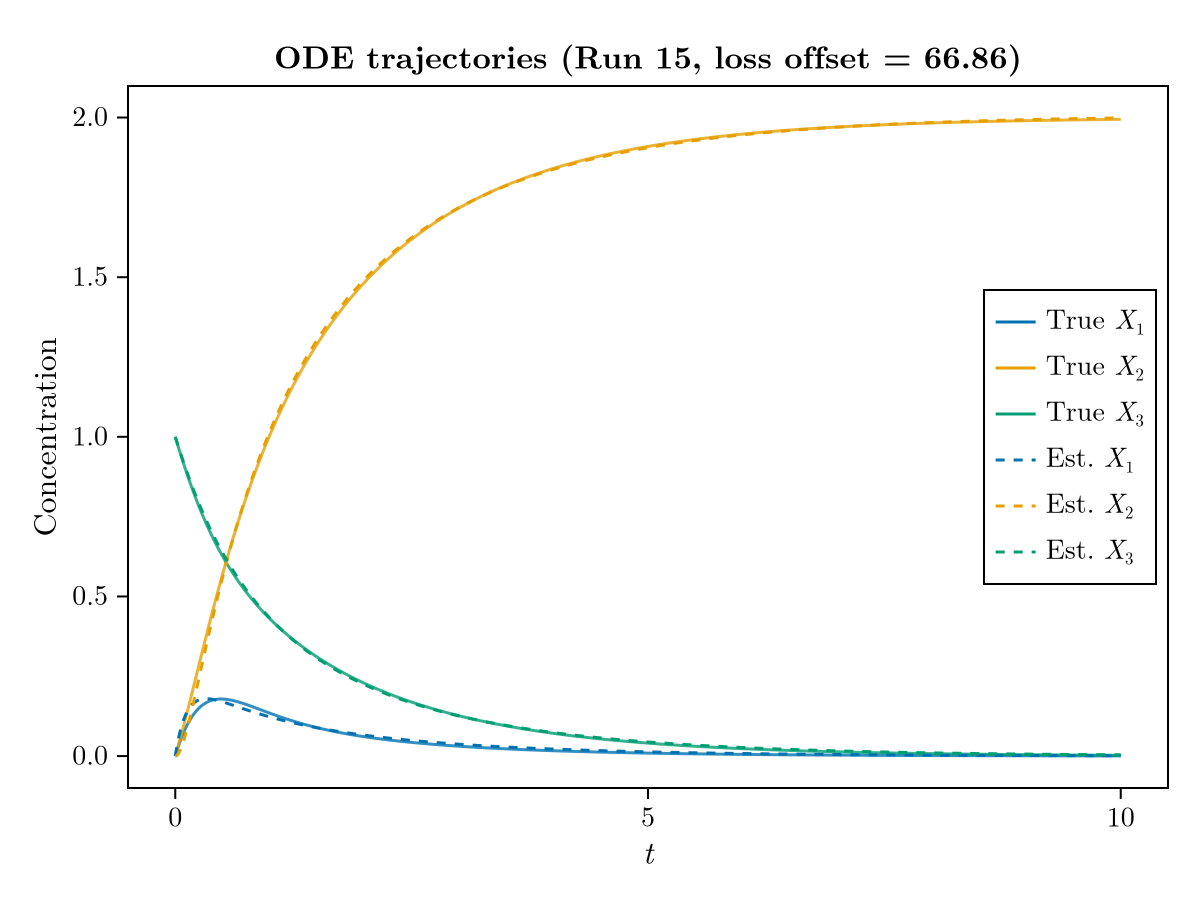 ODE trajectories (Run 15, loss offset = 66.86)
2.0
1.5
1.0
0.5
0.0
Concentration
0
5
10
t
True X₁
True X₂
True X₃
Est. X₁
Est. X₂
Est. X₃